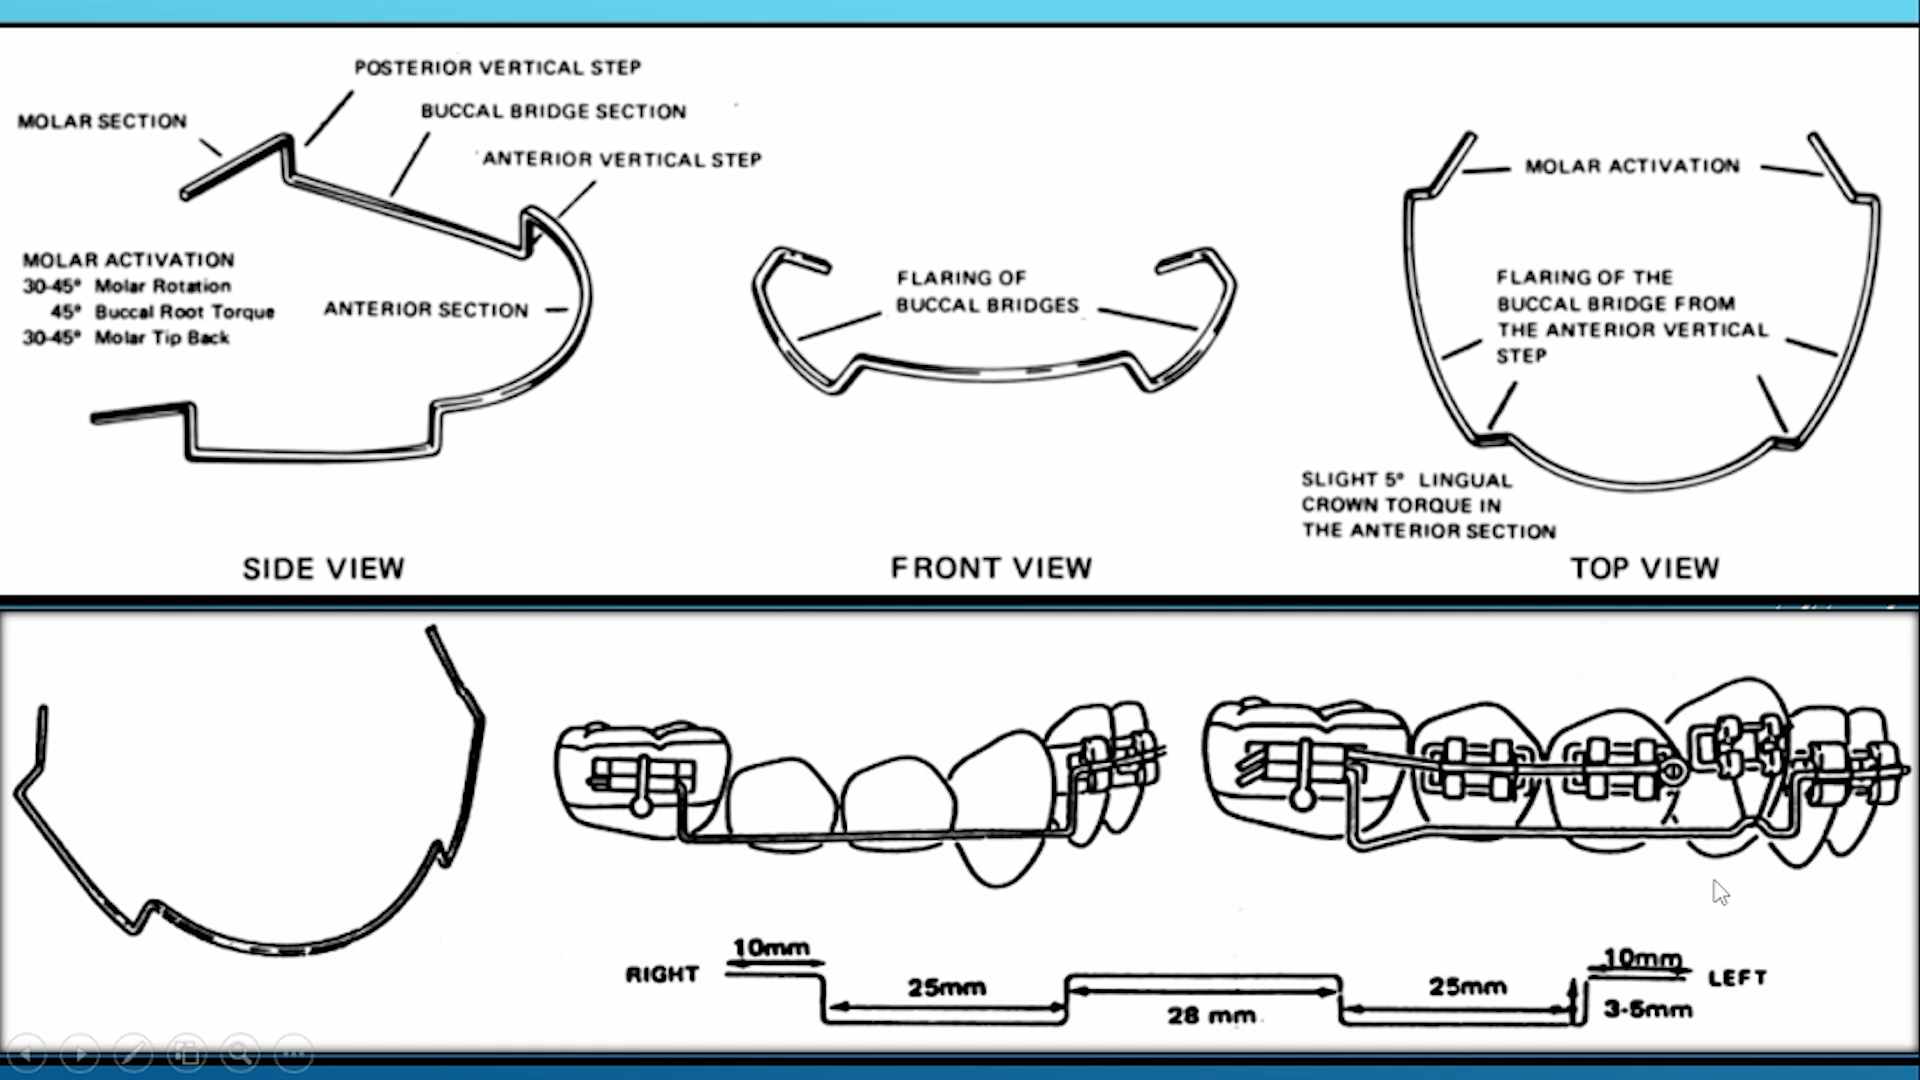 POSTERIOR VERTICAL STEP
BUCCAL BRIDGE SECTION
MOLAR SECTION
ANTERIOR VERTICAL STEP
MOLAR ACTIVATION
30-45° Molar Rotation
45° Buccal Root Torque
30-45° Molar Tip Back
ANTERIOR SECTION
SIDE VIEW
FLARING OF
BUCCAL BRIDGES
FRONT VIEW
MOLAR ACTIVATION
FLARING OF THE
BUCCAL BRIDGE FROM
THE ANTERIOR VERTICAL
STEP
SLIGHT 5° LINGUAL
CROWN TORQUE IN
THE ANTERIOR SECTION
TOP VIEW
RIGHT
10mm
25mm
28 mm.
25mm
10mm
LEFT
3-5mm